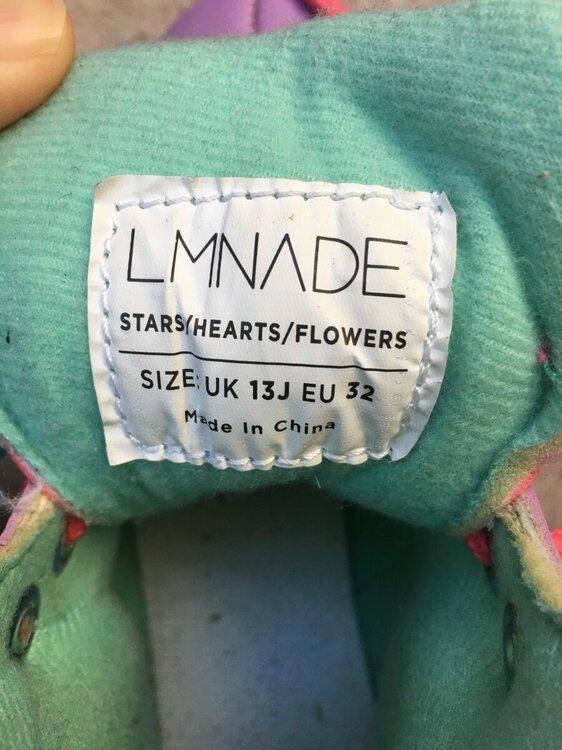 LMNADE
STARS/HEARTS/FLOWERS
SIZE: UK 13J EU 32
Made In China